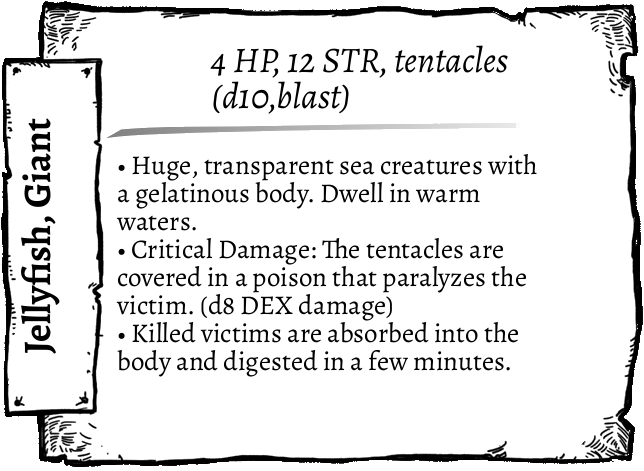 Jellyfish, Giant
4 HP, 12 STR, tentacles
(d10,blast)
• Huge, transparent sea creatures with
a gelatinous body. Dwell in warm
waters.
• Critical Damage: The tentacles are
covered in a poison that paralyzes the
victim. (d8 DEX damage)
• Killed victims are absorbed into the
body and digested in a few minutes.